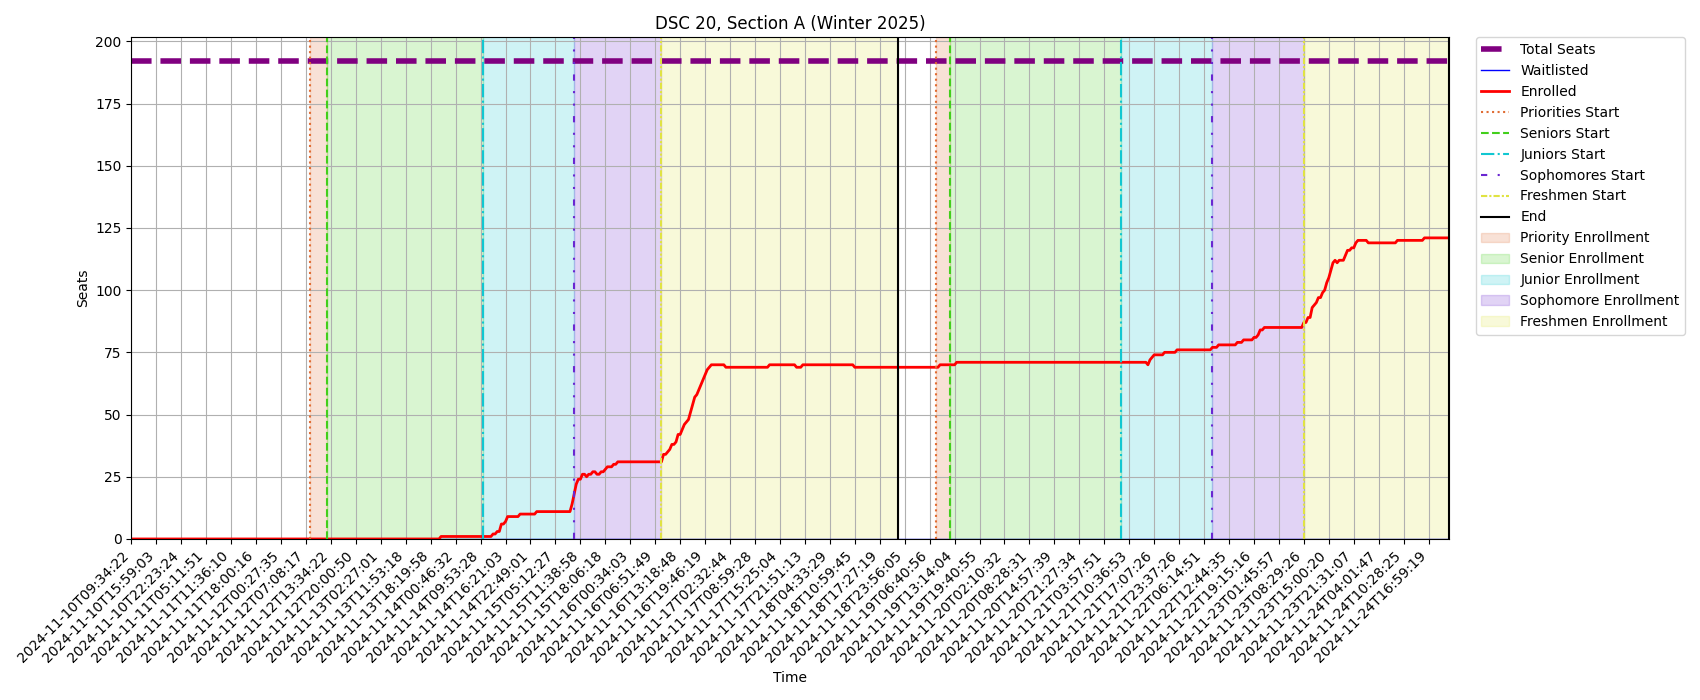 DSC 20, Section A (Winter 2025)
200
175
150
125
100
75
50
25
0
Seats
2024-11-10T09:34:22
2024-11-10T15:59:03
2024-11-10T22:23:24
2024-11-11T05:11:51
2024-11-11T11:36:10
2024-11-11T18:00:16
2024-11-12T00:27:35
2024-11-12T07:08:17
2024-11-12T13:34:22
2024-11-12T20:00:50
2024-11-13T02:27:01
2024-11-13T11:53:18
2024-11-13T18:19:58
2024-11-14T00:46:32
2024-11-14T09:53:28
2024-11-14T16:21:03
2024-11-14T22:49:01
2024-11-15T05:12:27
2024-11-15T11:38:58
2024-11-15T18:06:18
2024-11-16T00:34:03
2024-11-16T06:51:49
2024-11-16T13:18:48
2024-11-16T19:46:19
2024-11-17T02:32:44
2024-11-17T08:59:28
2024-11-17T15:25:04
2024-11-17T21:51:13
2024-11-18T04:33:29
2024-11-18T10:59:45
2024-11-18T17:27:19
2024-11-18T23:56:05
2024-11-19T06:40:56
2024-11-19T13:14:04
2024-11-19T19:40:55
2024-11-20T02:10:32
2024-11-20T08:28:31
2024-11-20T14:57:39
2024-11-20T21:27:34
2024-11-21T03:57:51
2024-11-21T10:36:53
2024-11-21T17:07:26
2024-11-21T23:37:26
2024-11-22T06:14:51
2024-11-22T12:44:35
2024-11-22T19:15:16
2024-11-23T01:45:57
2024-11-23T08:29:26
2024-11-23T15:00:20
2024-11-23T21:31:07
2024-11-24T04:01:47
2024-11-24T10:28:25
2024-11-24T16:59:19
Time
Total Seats
Waitlisted
Enrolled
Priorities Start
Seniors Start
Juniors Start
Sophomores Start
Freshmen Start
End
Priority Enrollment
Senior Enrollment
Junior Enrollment
Sophomore Enrollment
Freshmen Enrollment